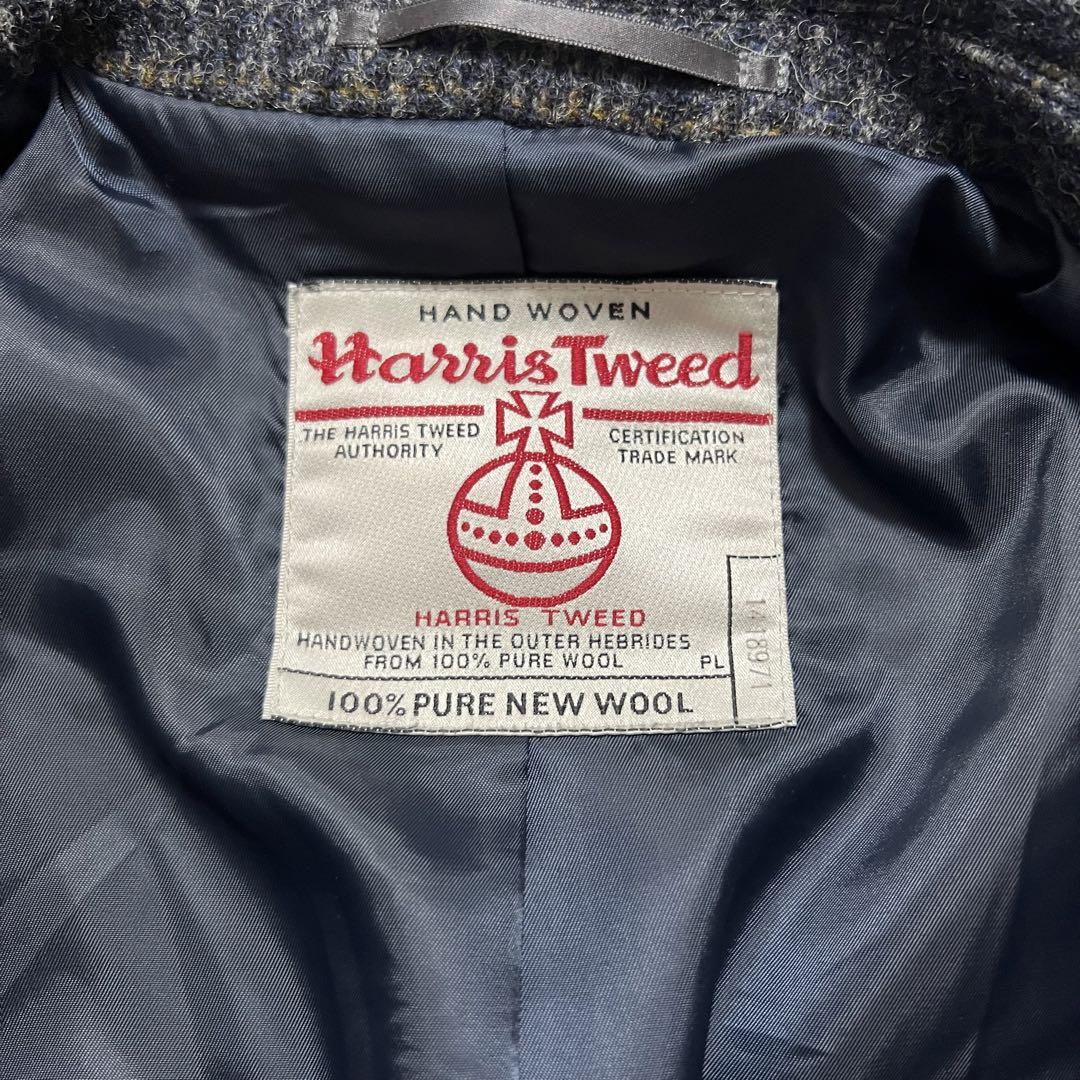 HAND WOVEN
Harris Tweed
THE HARRIS TWEED
AUTHORITY
CERTIFICATION
TRADE MARK
HARRIS TWEED
HANDWOVEN IN THE OUTER HEBRIDES
FROM 100% PURE WOOL
PL
100% PURE NEW WOOL